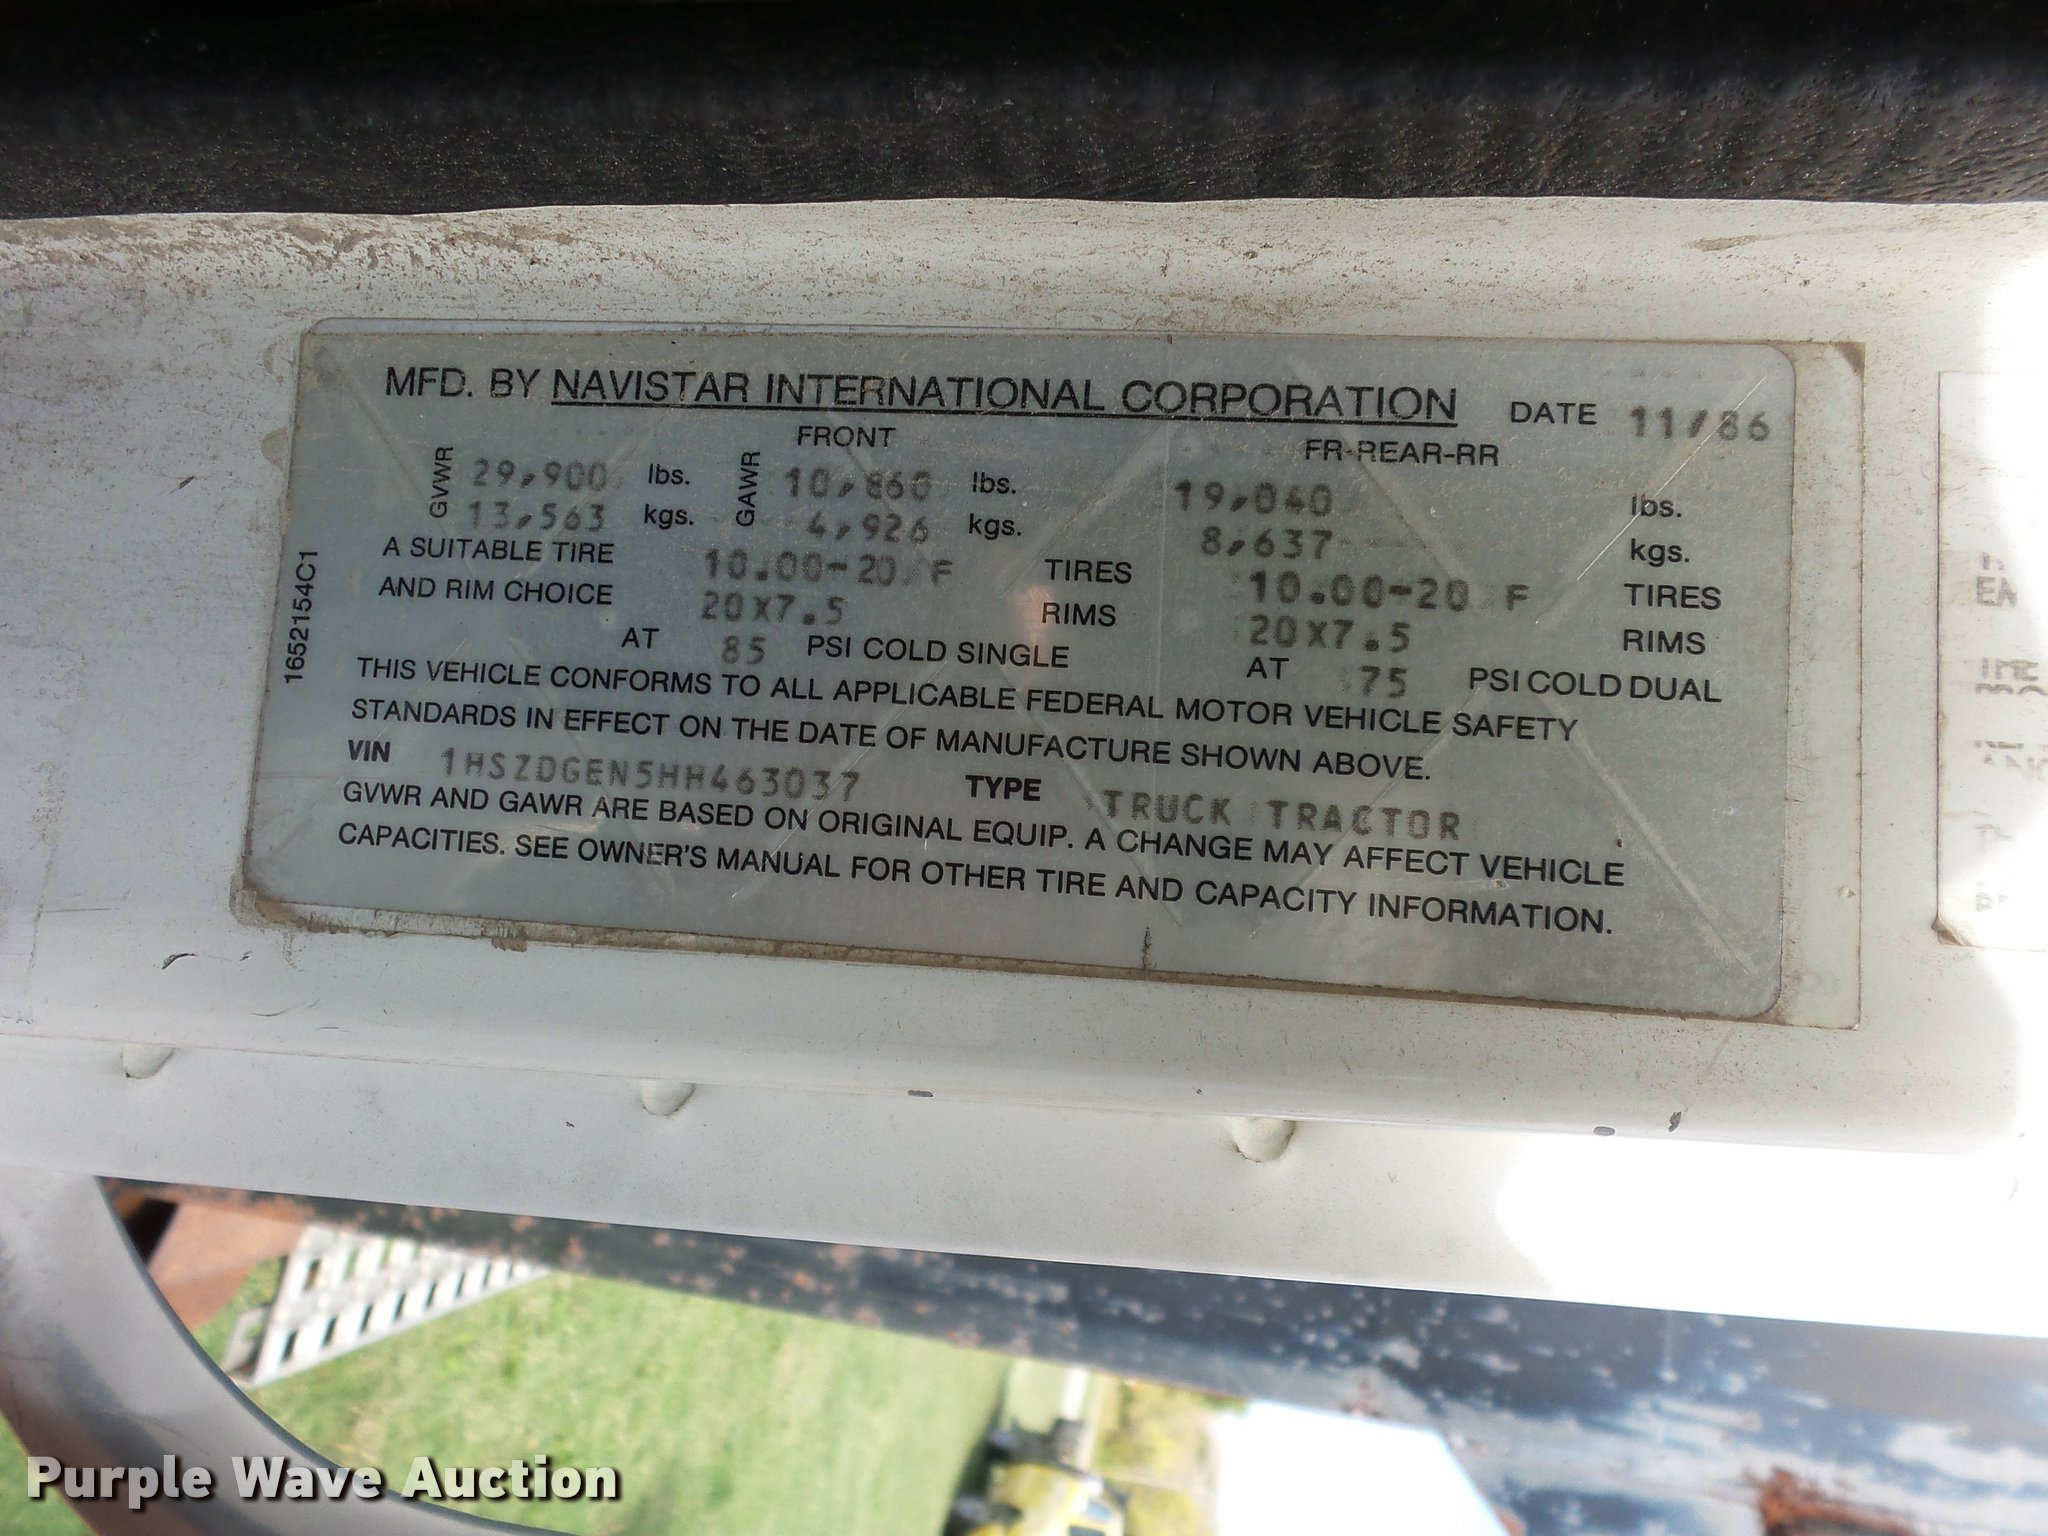 MFD. BY NAVISTAR INTERNATIONAL CORPORATION DATE 11/86
FRONT FR-REAR-RR
GVWR 29,900 lbs. GAWR 10,860 lbs. 19,040 lbs.
13,563 kgs. 4,926 kgs. 8,637 kgs.
A SUITABLE TIRE 10.00-20 F TIRES 10.00-20 F TIRES
AND RIM CHOICE 20X7.5 RIMS 20X7.5 RIMS
AT 85 PSI COLD SINGLE AT 75 PSI COLD DUAL
THIS VEHICLE CONFORMS TO ALL APPLICABLE FEDERAL MOTOR VEHICLE SAFETY
STANDARDS IN EFFECT ON THE DATE OF MANUFACTURE SHOWN ABOVE.
VIN 1HSZDGEN5HH463037 TYPE TRUCK TRACTOR
GVWR AND GAWR ARE BASED ON ORIGINAL EQUIP. A CHANGE MAY AFFECT VEHICLE
CAPACITIES. SEE OWNER'S MANUAL FOR OTHER TIRE AND CAPACITY INFORMATION.
1652154C1
THE
Purple Wave Auction